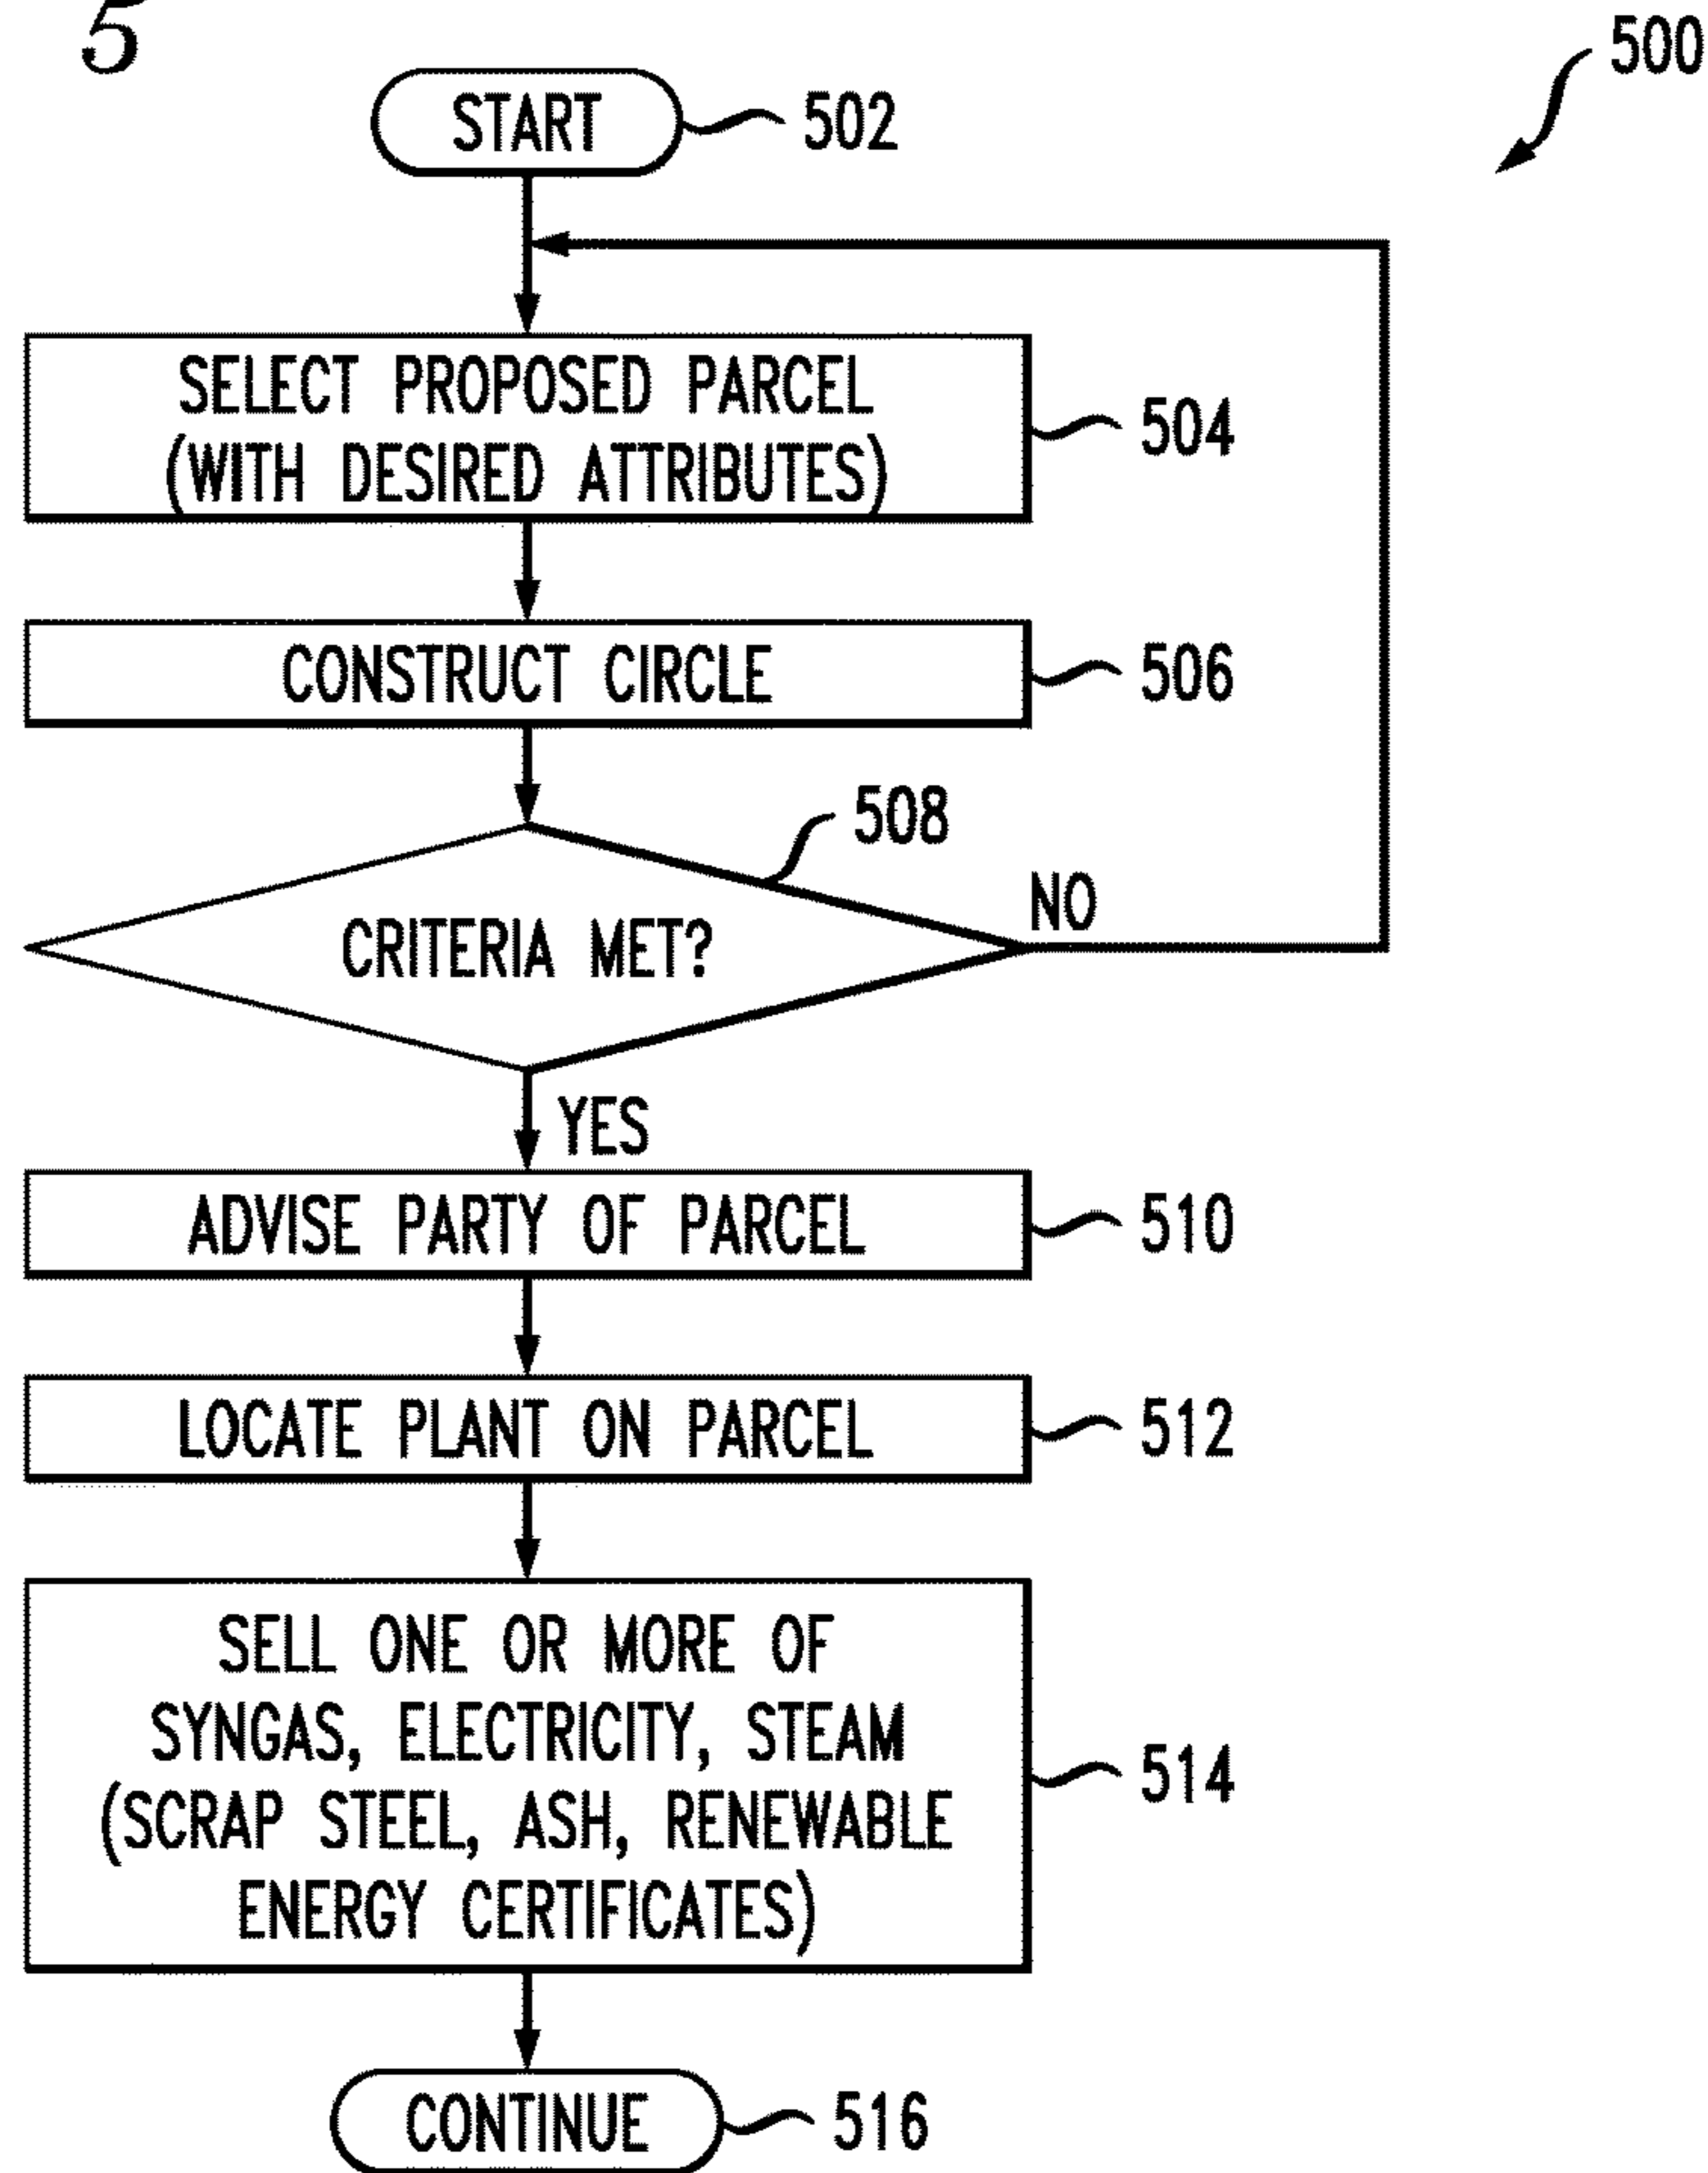 5
500
START
502
SELECT PROPOSED PARCEL
(WITH DESIRED ATTRIBUTES)
504
CONSTRUCT CIRCLE
506
508
CRITERIA MET?
NO
YES
ADVISE PARTY OF PARCEL
510
LOCATE PLANT ON PARCEL
512
SELL ONE OR MORE OF
SYNGAS, ELECTRICITY, STEAM
(SCRAP STEEL, ASH, RENEWABLE
ENERGY CERTIFICATES)
514
CONTINUE
516